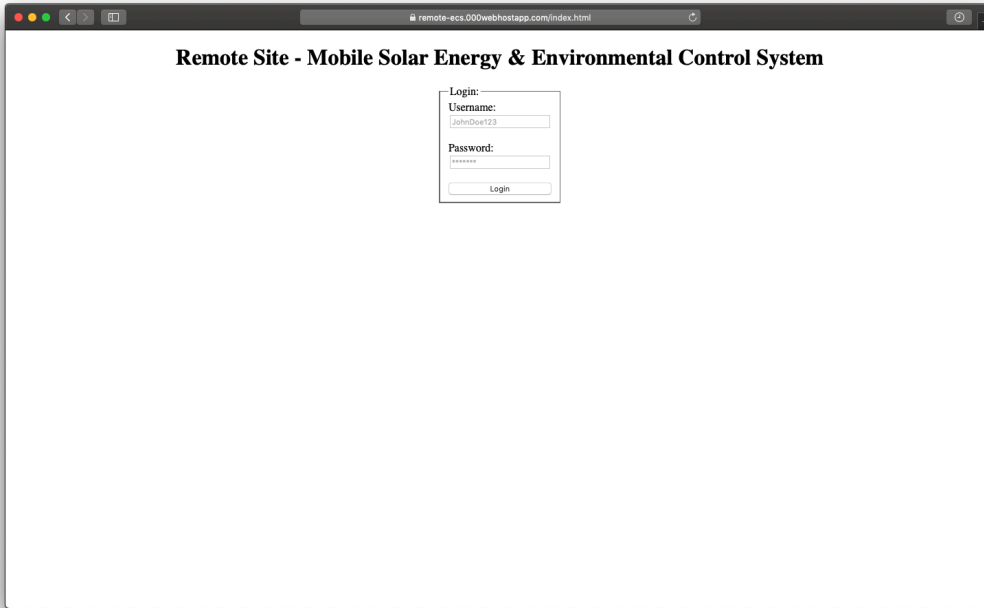 remote-ecs.000webhostapp.com/index.html
Remote Site - Mobile Solar Energy & Environmental Control System
Login:
Username:
JohnDoe123
Password:
*******
Login